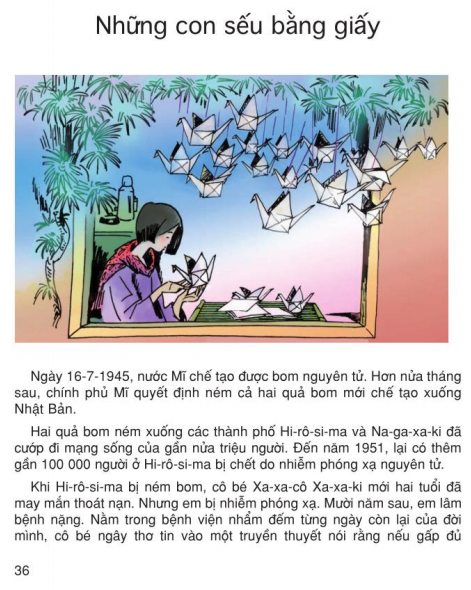 Những con sếu bằng giấy
Ngày 16-7-1945, nước Mĩ chế tạo được bom nguyên tử. Hơn nửa tháng
sau, chính phủ Mĩ quyết định ném cả hai quả bom mới chế tạo xuống
Nhật Bản.
Hai quả bom ném xuống các thành phố Hi-rô-si-ma và Na-ga-xa-ki đã
cướp đi mạng sống của gần nửa triệu người. Đến năm 1951, lại có thêm
gần 100 000 người ở Hi-rô-si-ma bị chết do nhiễm phóng xạ nguyên tử.
Khi Hi-rô-si-ma bị ném bom, cô bé Xa-xa-cô Xa-xa-ki mới hai tuổi đã
may mắn thoát nạn. Nhưng em bị nhiễm phóng xạ. Mười năm sau, em lâm
bệnh nặng. Nằm trong bệnh viện nhẩm đếm từng ngày còn lại của đời
mình, cô bé ngây thơ tin vào một truyền thuyết nói rằng nếu gấp đủ
36